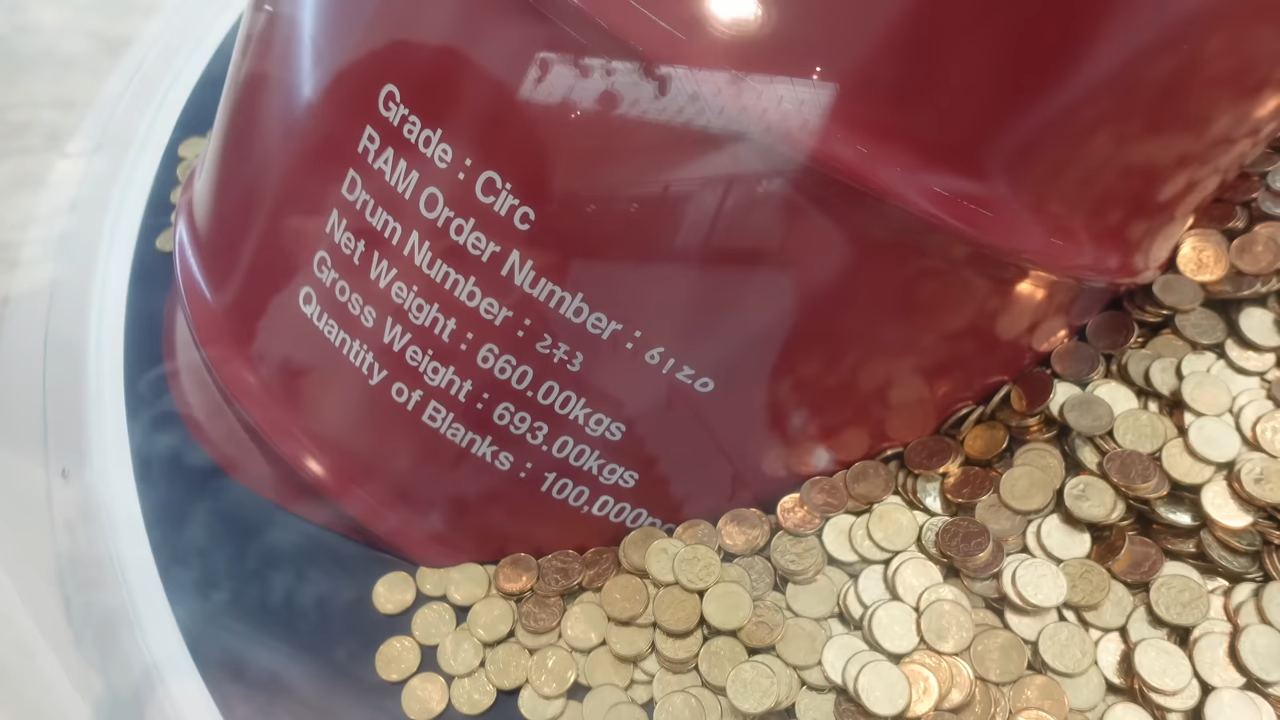 Grade : Circ
RAM Order Number : 6120
Drum Number : 273
Net Weight : 660.00kgs
Gross Weight : 693.00kgs
Quantity of Blanks : 100,000